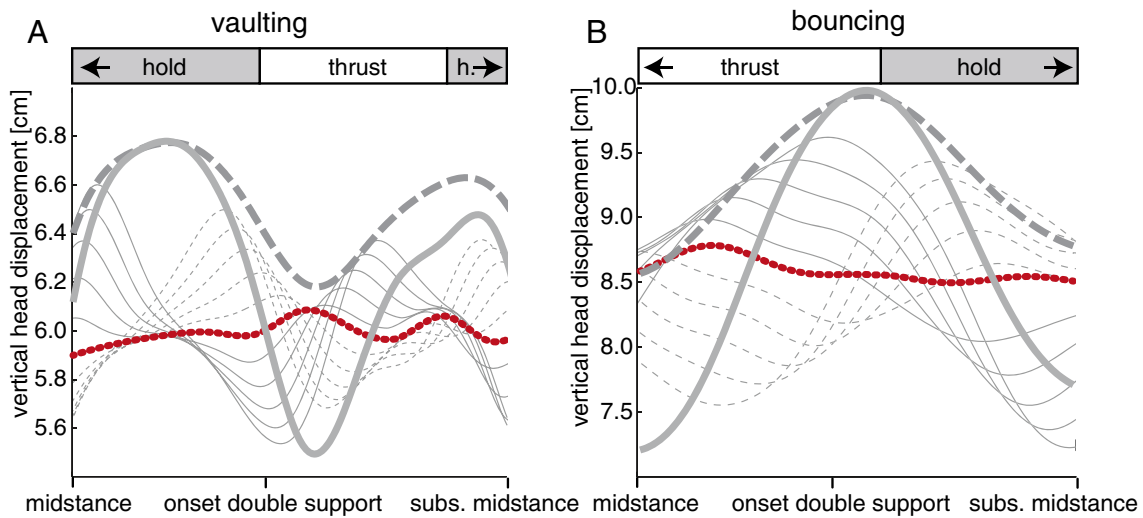 A
vaulting
hold
thrust
h.
vertical head displacement [cm]
6.8
6.6
6.4
6.2
6.0
5.8
5.6
midstance
onset double support
subs. midstance
B
bouncing
thrust
hold
vertical head displacement [cm]
10.0
9.5
9.0
8.5
8.0
7.5
midstance
onset double support
subs. midstance